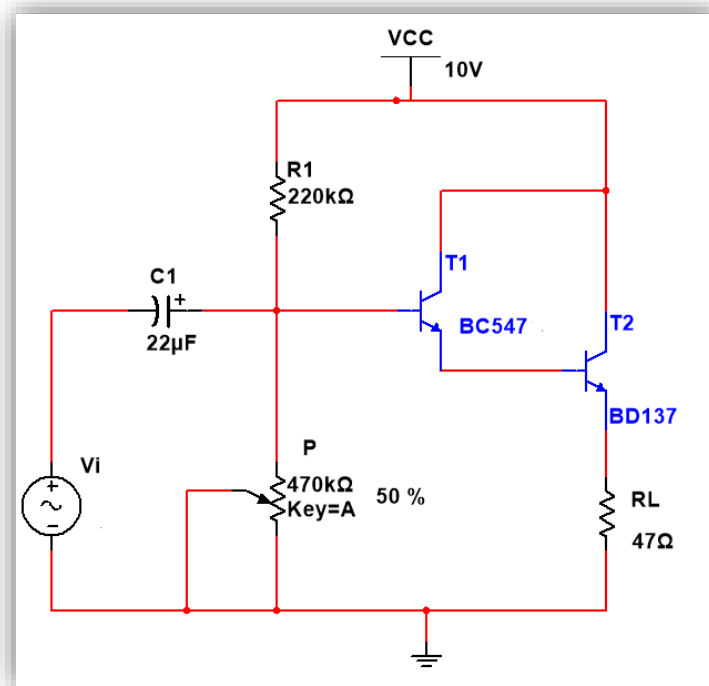 VCC
10V
R1
220kΩ
C1
+
22µF
T1
BC547
T2
BD137
P
470kΩ
Key=A
50 %
Vi
+
−
RL
47Ω